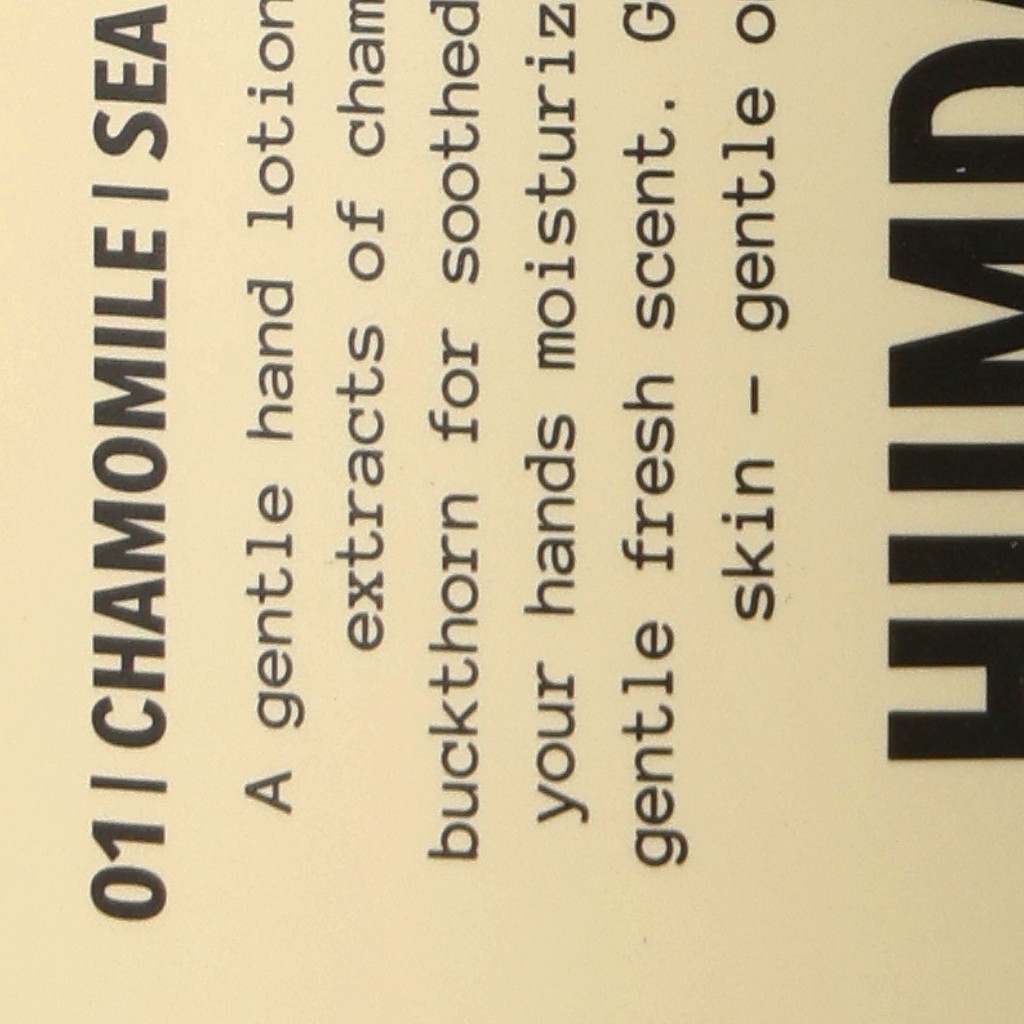 01 | CHAMOMILE | SEA
A gentle hand lotion
extracts of cham
buckthorn for soothed
your hands moisturiz
gentle fresh scent. G
skin – gentle o